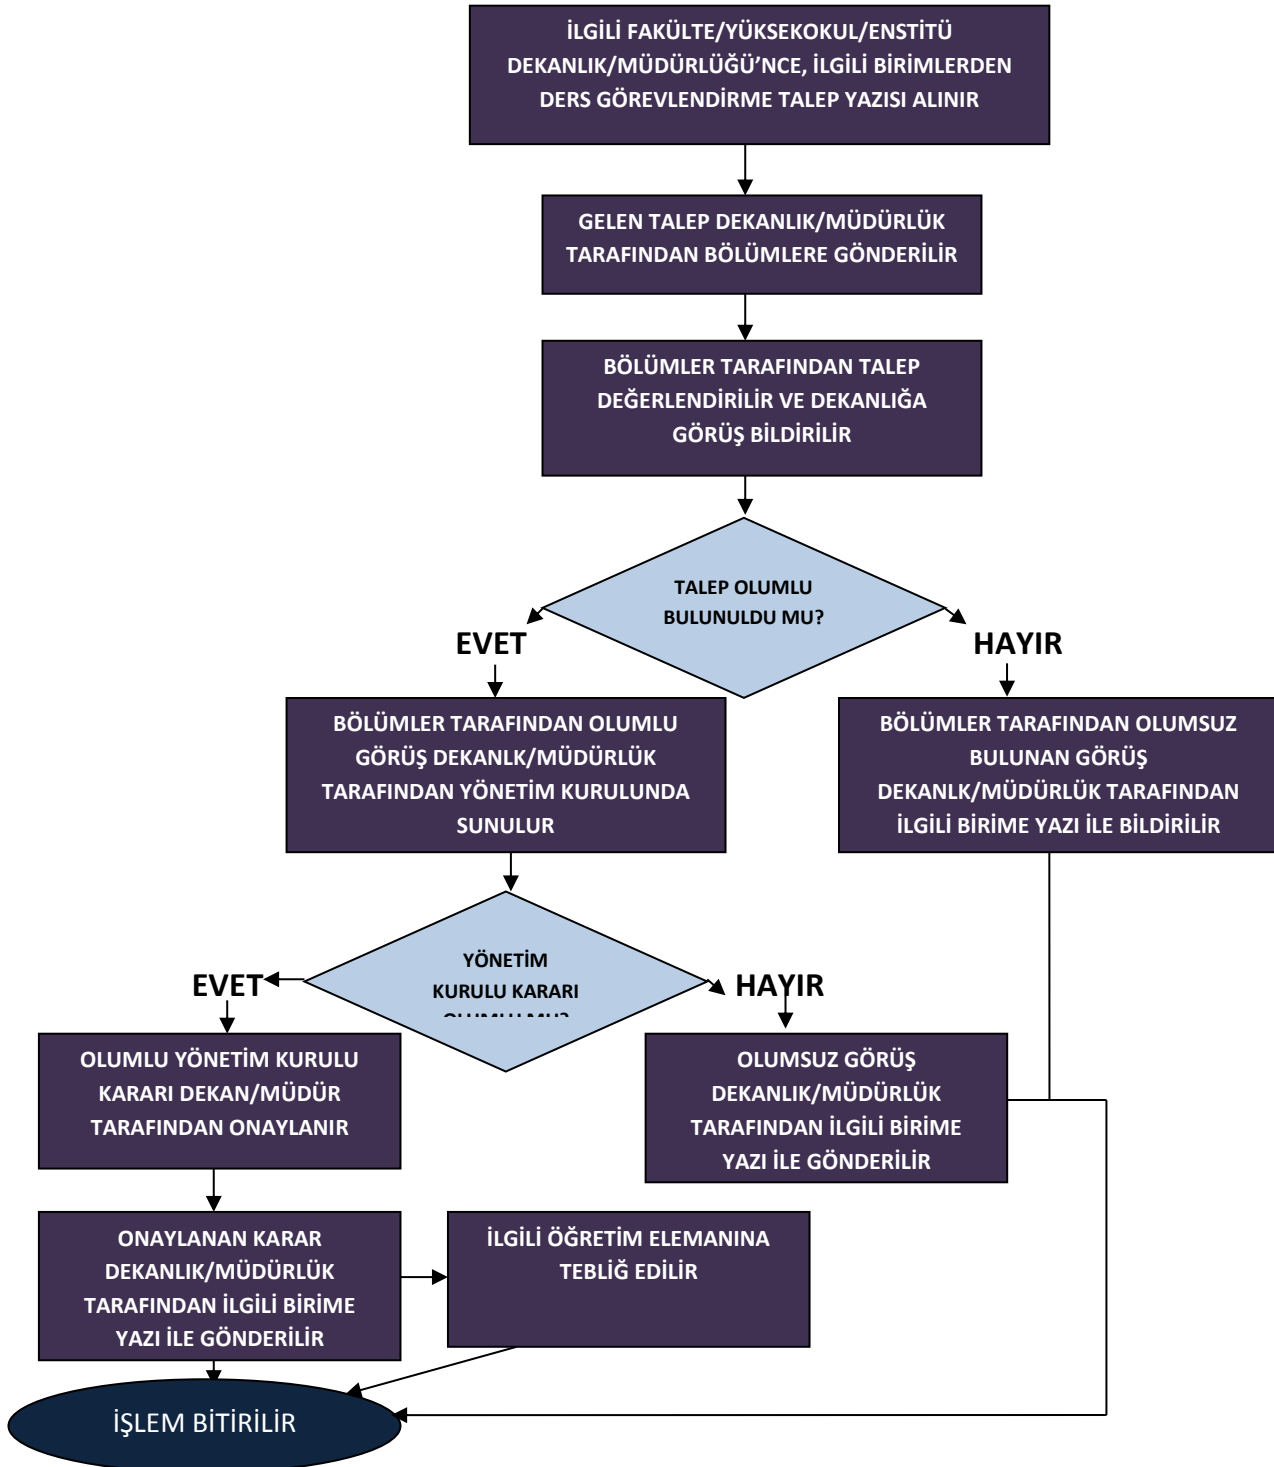 İLGİLİ FAKÜLTE/YÜKSEKOKUL/ENSTİTÜ
DEKANLIK/MÜDÜRLÜĞÜ'NCE, İLGİLİ BİRİMLERDEN
DERS GÖREVLENDİRME TALEP YAZISI ALINIR
GELEN TALEP DEKANLIK/MÜDÜRLÜK
TARAFINDAN BÖLÜMLERE GÖNDERİLİR
BÖLÜMLER TARAFINDAN TALEP
DEĞERLENDİRİLİR VE DEKANLIĞA
GÖRÜŞ BİLDİRİLİR
TALEP OLUMLU
BULUNULDU MU?
EVET
HAYIR
BÖLÜMLER TARAFINDAN OLUMLU
GÖRÜŞ DEKANLK/MÜDÜRLÜK
TARAFINDAN YÖNETİM KURULUNDA
SUNULUR
BÖLÜMLER TARAFINDAN OLUMSUZ
BULUNAN GÖRÜŞ
DEKANLK/MÜDÜRLÜK TARAFINDAN
İLGİLİ BİRİME YAZI İLE BİLDİRİLİR
YÖNETİM
KURULU KARARI
OLUMLU MU?
EVET
HAYIR
OLUMLU YÖNETİM KURULU
KARARI DEKAN/MÜDÜR
TARAFINDAN ONAYLANIR
OLUMSUZ GÖRÜŞ
DEKANLIK/MÜDÜRLÜK
TARAFINDAN İLGİLİ BİRİME
YAZI İLE GÖNDERİLİR
ONAYLANAN KARAR
DEKANLIK/MÜDÜRLÜK
TARAFINDAN İLGİLİ BİRİME
YAZI İLE GÖNDERİLİR
İLGİLİ ÖĞRETİM ELEMANINA
TEBLİĞ EDİLİR
İŞLEM BİTİRİLİR